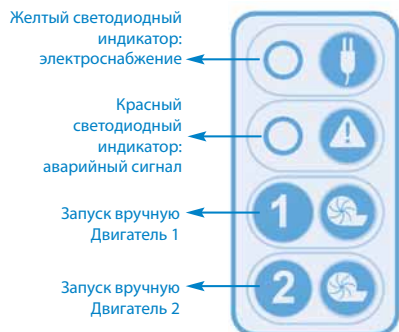 Желтый светодиодный
индикатор:
электроснабжение
Красный
светодиодный
индикатор:
аварийный сигнал
1
Запуск вручную
Двигатель 1
2
Запуск вручную
Двигатель 2